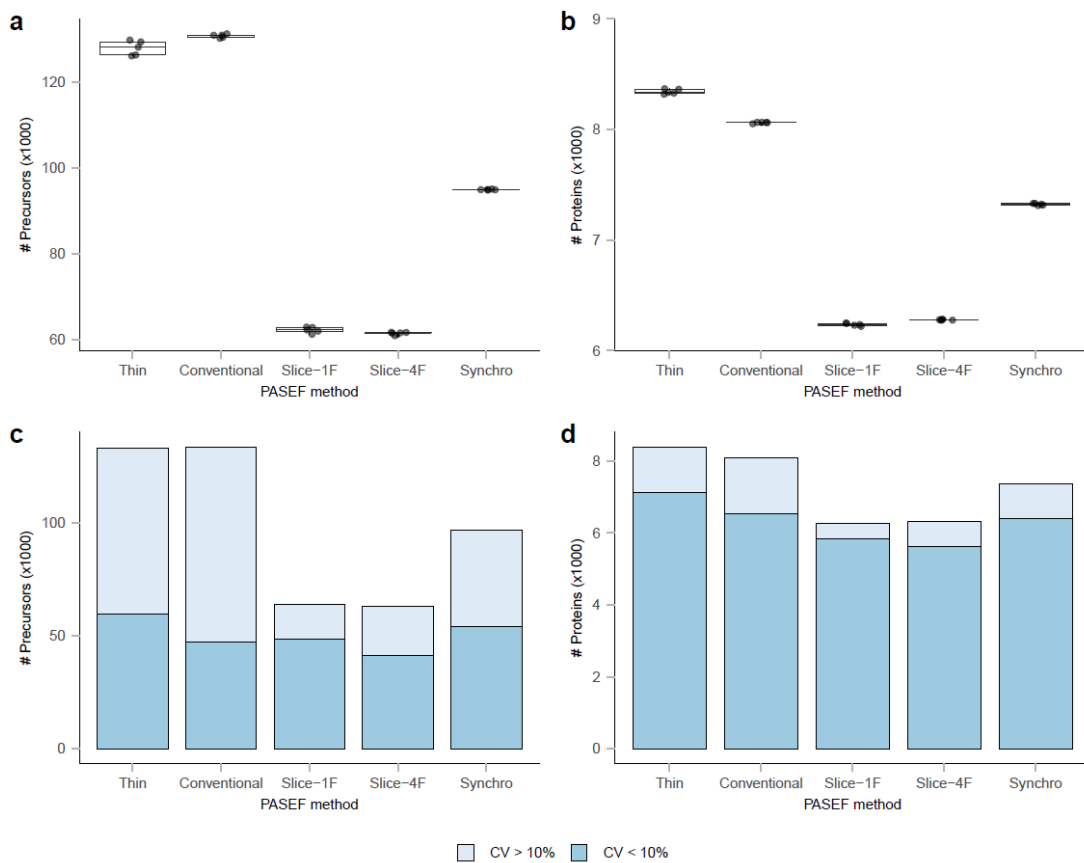 a
# Precursors (x1000)
120
100
80
60
Thin Conventional Slice−1F Slice−4F Synchro
PASEF method
b
# Proteins (x1000)
9
8
7
6
Thin Conventional Slice−1F Slice−4F Synchro
PASEF method
c
# Precursors (x1000)
100
50
0
Thin Conventional Slice−1F Slice−4F Synchro
PASEF method
d
# Proteins (x1000)
8
6
4
2
0
Thin Conventional Slice−1F Slice−4F Synchro
PASEF method
CV > 10% CV < 10%